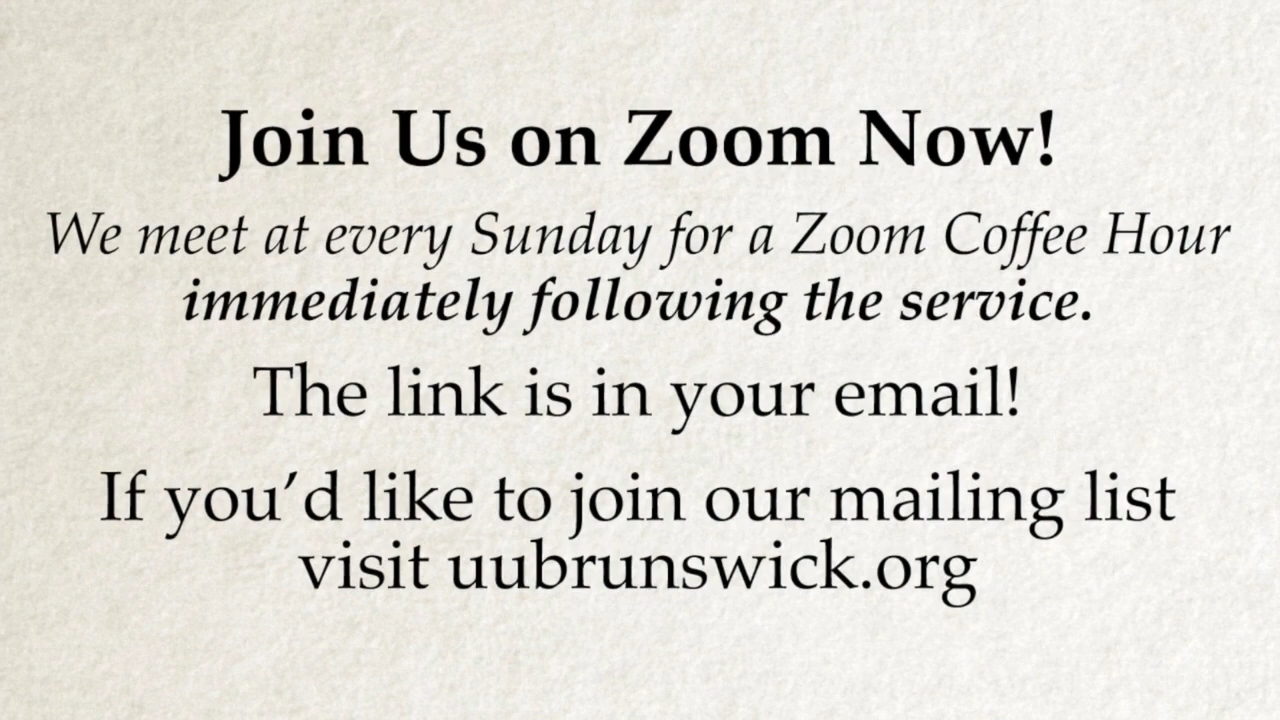 Join Us on Zoom Now!
We meet at every Sunday for a Zoom Coffee Hour
immediately following the service.
The link is in your email!
If you’d like to join our mailing list
visit uubrunswick.org